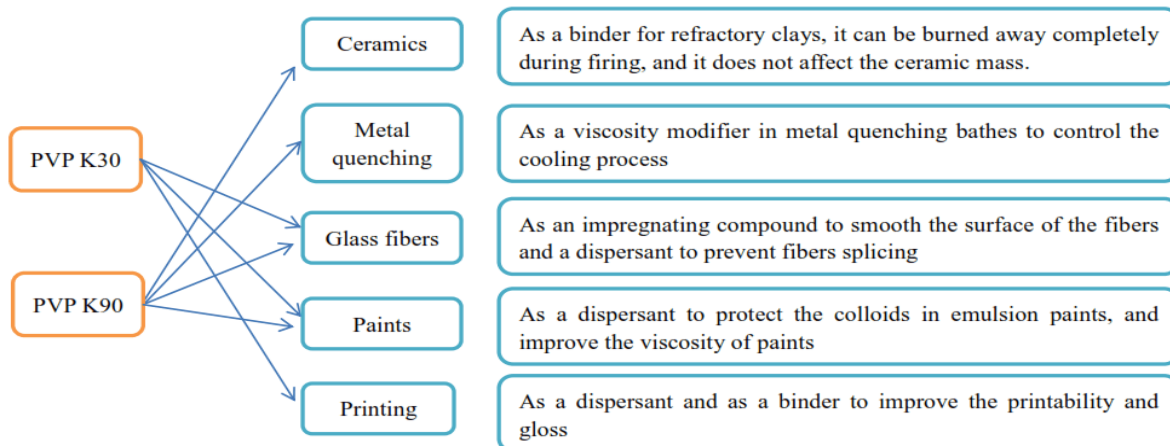 Ceramics
As a binder for refractory clays, it can be burned away completely
during firing, and it does not affect the ceramic mass.
PVP K30
Metal
quenching
As a viscosity modifier in metal quenching bathes to control the
cooling process
Glass fibers
As an impregnating compound to smooth the surface of the fibers
and a dispersant to prevent fibers splicing
PVP K90
Paints
As a dispersant to protect the colloids in emulsion paints, and
improve the viscosity of paints
Printing
As a dispersant and as a binder to improve the printability and
gloss